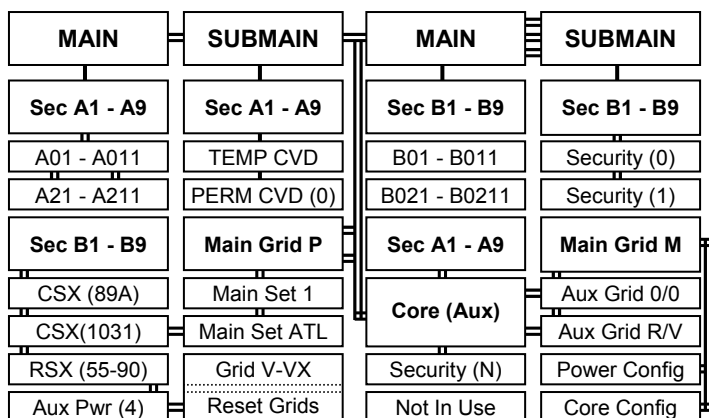 MAIN
SUBMAIN
MAIN
SUBMAIN
Sec A1 - A9
Sec A1 - A9
Sec B1 - B9
Sec B1 - B9
A01 - A011
TEMP CVD
B01 - B011
Security (0)
A21 - A211
PERM CVD (0)
B021 - B0211
Security (1)
Sec B1 - B9
Main Grid P
Sec A1 - A9
Main Grid M
CSX (89A)
Main Set 1
Core (Aux)
Aux Grid 0/0
CSX(1031)
Main Set ATL
Aux Grid R/V
RSX (55-90)
Grid V-VX
Security (N)
Power Config
Aux Pwr (4)
Reset Grids
Not In Use
Core Config